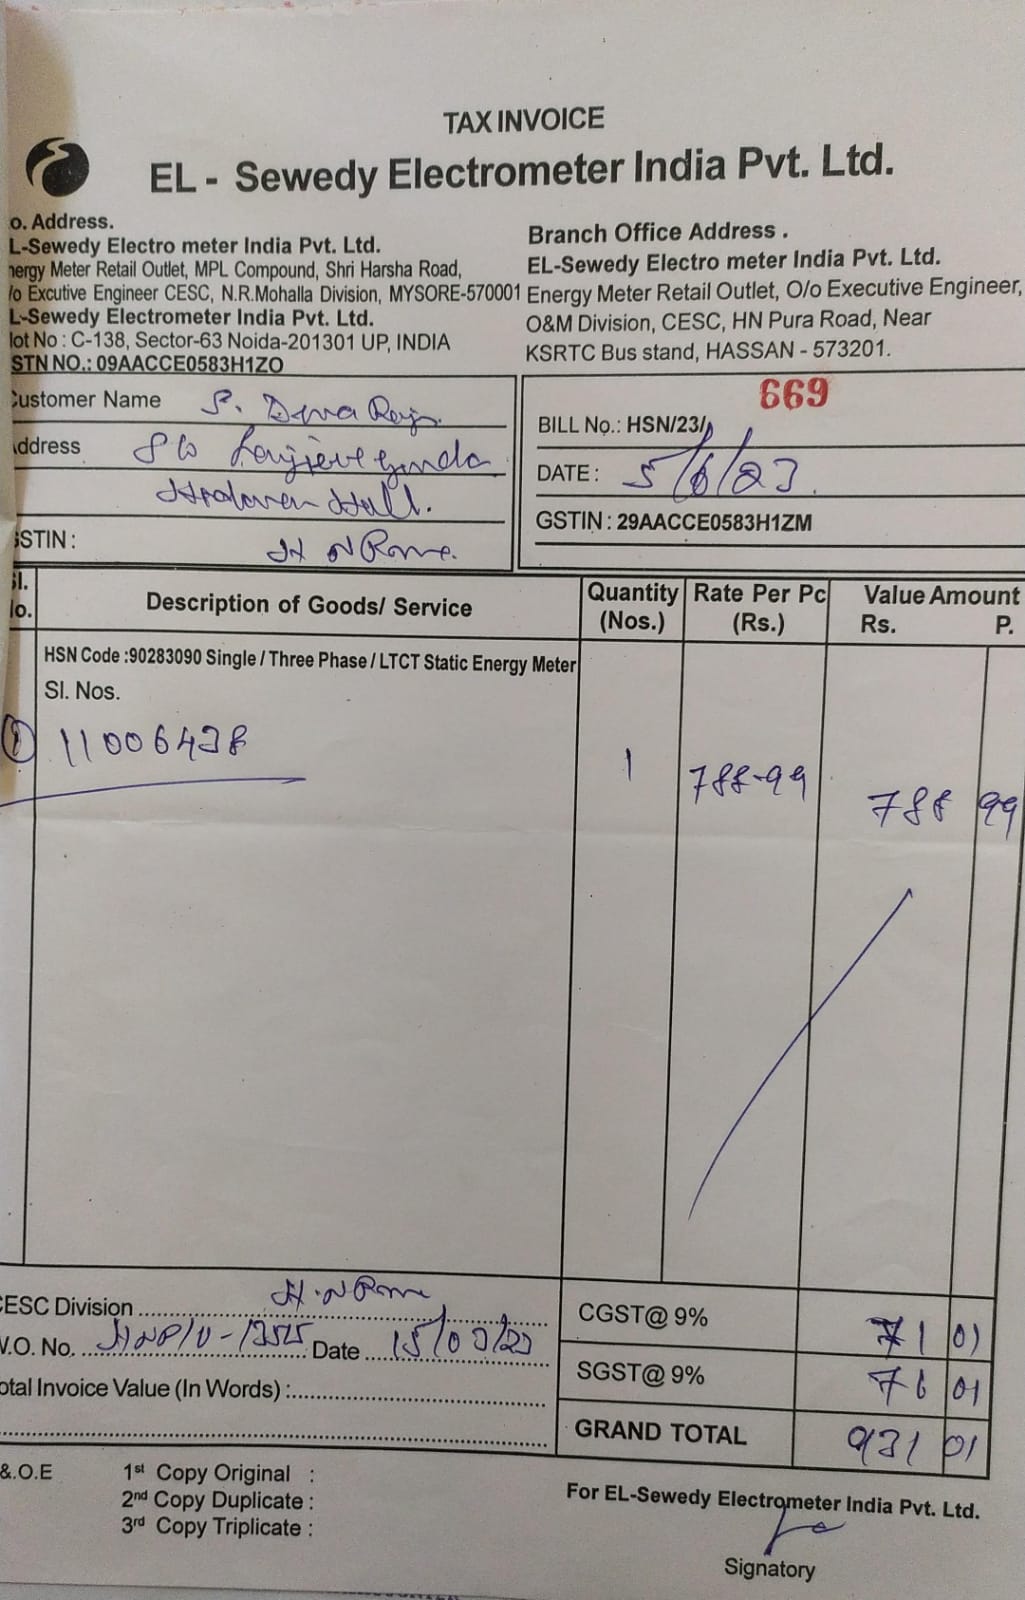 TAX INVOICE
EL - Sewedy Electrometer India Pvt. Ltd.
o. Address.
L-Sewedy Electro meter India Pvt. Ltd.
nergy Meter Retail Outlet, MPL Compound, Shri Harsha Road,
/o Excutive Engineer CESC, N.R.Mohalla Division, MYSORE-570001
L-Sewedy Electrometer India Pvt. Ltd.
lot No : C-138, Sector-63 Noida-201301 UP, INDIA
STN NO.: 09AACCE0583H1ZO
Branch Office Address .
EL-Sewedy Electro meter India Pvt. Ltd.
Energy Meter Retail Outlet, O/o Executive Engineer,
O&M Division, CESC, HN Pura Road, Near
KSRTC Bus stand, HASSAN - 573201.
Customer Name S. Deva Raj
Address S/o
GSTIN :
669
BILL No.: HSN/23/
DATE : 5/6/23.
GSTIN : 29AACCE0583H1ZM
Sl. No. Description of Goods/ Service Quantity (Nos.) Rate Per Pc (Rs.) Value Amount Rs. P.
HSN Code :90283090 Single / Three Phase / LTCT Static Energy Meter
Sl. Nos.
1 11006438 1 788-99 788 99
CESC Division
W.O. No. Date
otal Invoice Value (In Words) :
CGST@ 9% 71 01
SGST@ 9% 71 01
GRAND TOTAL 931 01
&.O.E
1st Copy Original :
2nd Copy Duplicate :
3rd Copy Triplicate :
For EL-Sewedy Electrometer India Pvt. Ltd.
Signatory